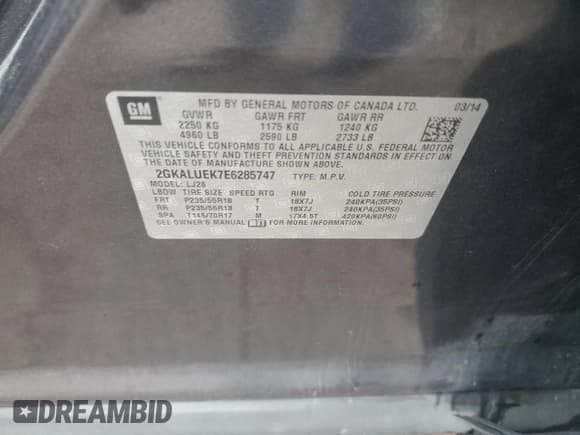 GM
MFD BY GENERAL MOTORS OF CANADA LTD. 03/14
GVWR GAWR FRT GAWR RR
2250 KG 1175 KG 1240 KG
4960 LB 2590 LB 2733 LB
THIS VEHICLE CONFORMS TO ALL APPLICABLE U.S. FEDERAL MOTOR
VEHICLE SAFETY, BUMPER, AND THEFT PREVENTION STANDARDS IN EFFECT ON THE
DATE OF MANUFACTURE SHOWN ABOVE.
2GKALUEK7E6285747 TYPE: M.P.V.
MODEL: LJ26
LBDW TIRE SIZE SPEED RTG RIM COLD TIRE PRESSURE
FRT P235/55R18 T 18X7J 240KPA(35PSI)
RR P235/55R18 T 18X7J 240KPA(35PSI)
SPA T145/70R17 M 17X4.5T 420KPA(60PSI)
SEE OWNER'S MANUAL FOR MORE INFORMATION.
DREAMBID